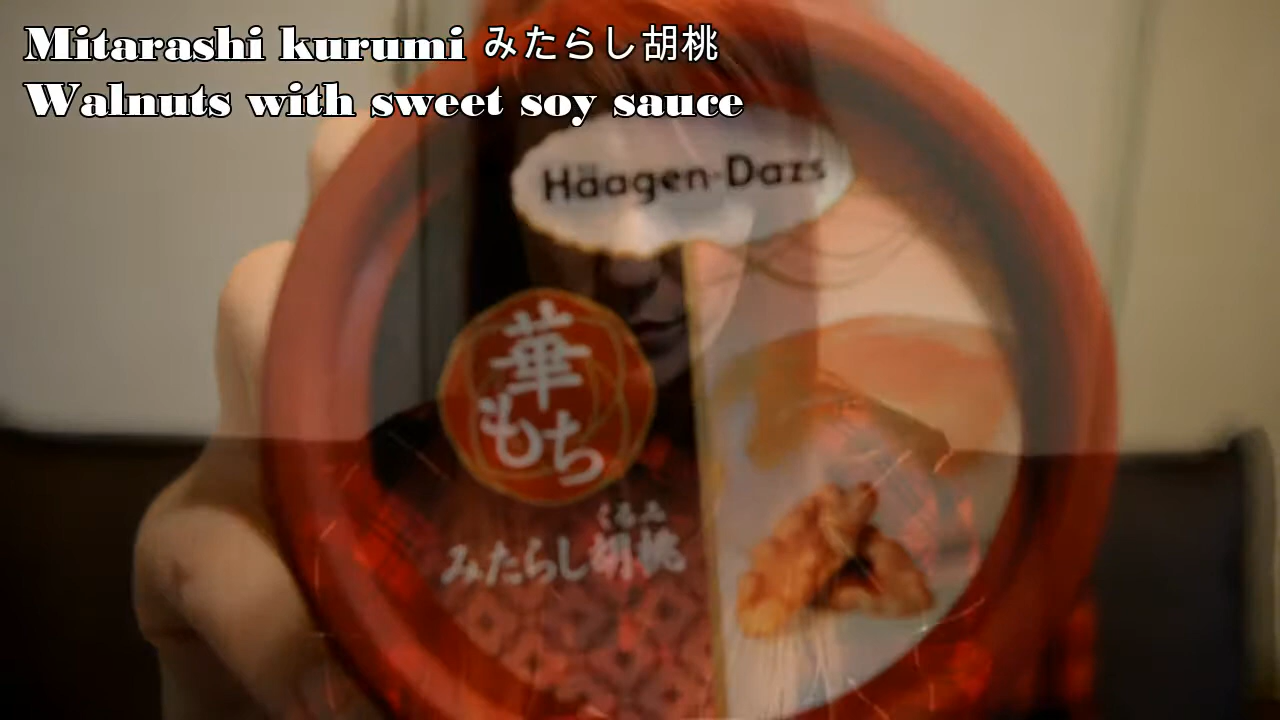 Mitarashi kurumi みたらし胡桃
Walnuts with sweet soy sauce
Häagen-Dazs
華
もち
くるみ
みたらし胡桃